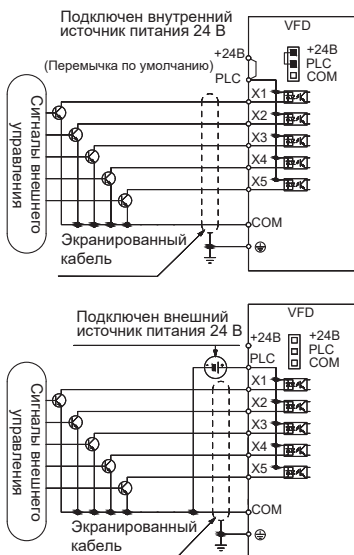 Подключен внутренний
источник питания 24 В
VFD
+24В
+24В
PLC
COM
(Перемычка по умолчанию)
PLC
X1
X2
X3
X4
X5
COM
Сигналы внешнего
управления
Экранированный
кабель
Подключен внешний
источник питания 24 В
VFD
+24В
+24В
PLC
COM
PLC
X1
X2
X3
X4
X5
COM
Сигналы внешнего
управления
Экранированный
кабель